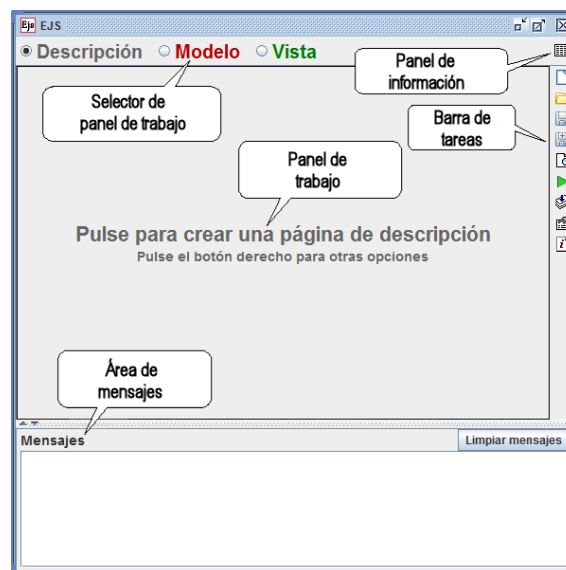 Ejs EJS
Descripción Modelo Vista
Panel de
información
Selector de
panel de trabajo
Barra de
tareas
Panel de
trabajo
Pulse para crear una página de descripción
Pulse el botón derecho para otras opciones
Área de
mensajes
Mensajes
Limpiar mensajes